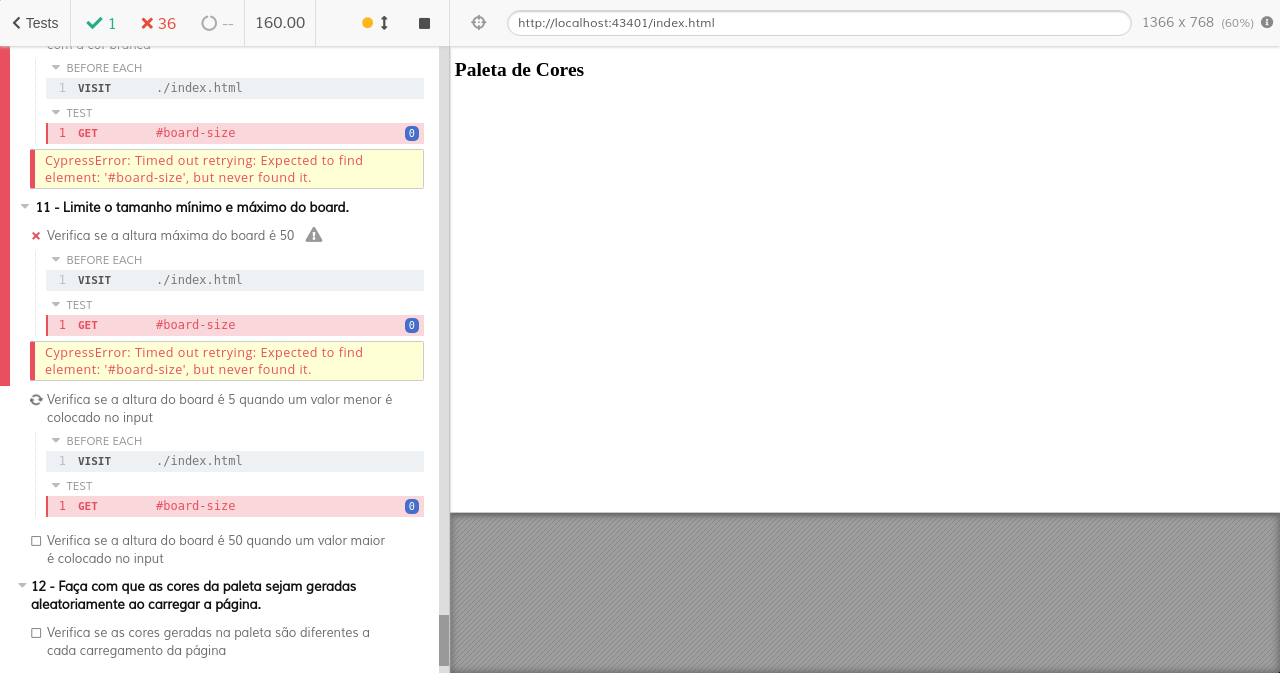 Tests 1 36 -- 160.00 http://localhost:43401/index.html 1366 x 768 (60%)
com a cor branca
BEFORE EACH
1 VISIT ./index.html
TEST
1 GET #board-size 0
CypressError: Timed out retrying: Expected to find
element: '#board-size', but never found it.
11 - Limite o tamanho mínimo e máximo do board.
Verifica se a altura máxima do board é 50
BEFORE EACH
1 VISIT ./index.html
TEST
1 GET #board-size 0
CypressError: Timed out retrying: Expected to find
element: '#board-size', but never found it.
Verifica se a altura do board é 5 quando um valor menor é
colocado no input
BEFORE EACH
1 VISIT ./index.html
TEST
1 GET #board-size 0
Verifica se a altura do board é 50 quando um valor maior
é colocado no input
12 - Faça com que as cores da paleta sejam geradas
aleatoriamente ao carregar a página.
Verifica se as cores geradas na paleta são diferentes a
cada carregamento da página
Paleta de Cores